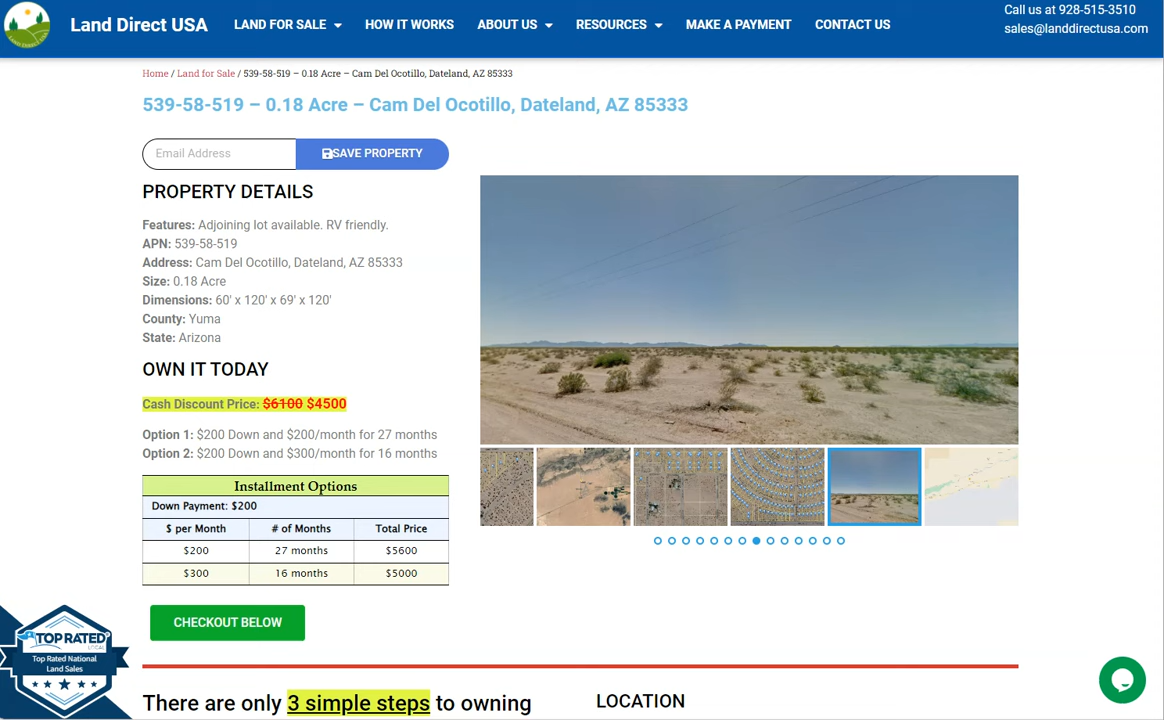 Land Direct USA
LAND FOR SALE
HOW IT WORKS
ABOUT US
RESOURCES
MAKE A PAYMENT
CONTACT US
Call us at 928-515-3510
sales@landdirectusa.com
Home / Land for Sale / 539-58-519 – 0.18 Acre – Cam Del Ocotillo, Dateland, AZ 85333
539-58-519 – 0.18 Acre – Cam Del Ocotillo, Dateland, AZ 85333
Email Address
SAVE PROPERTY
PROPERTY DETAILS
Features: Adjoining lot available. RV friendly.
APN: 539-58-519
Address: Cam Del Ocotillo, Dateland, AZ 85333
Size: 0.18 Acre
Dimensions: 60' x 120' x 69' x 120'
County: Yuma
State: Arizona
OWN IT TODAY
Cash Discount Price: $6100 $4500
Option 1: $200 Down and $200/month for 27 months
Option 2: $200 Down and $300/month for 16 months
Installment Options
Down Payment: $200
$ per Month # of Months Total Price
$200 27 months $5600
$300 16 months $5000
CHECKOUT BELOW
TOP RATED
LOCAL
Top Rated National
Land Sales
There are only 3 simple steps to owning
LOCATION